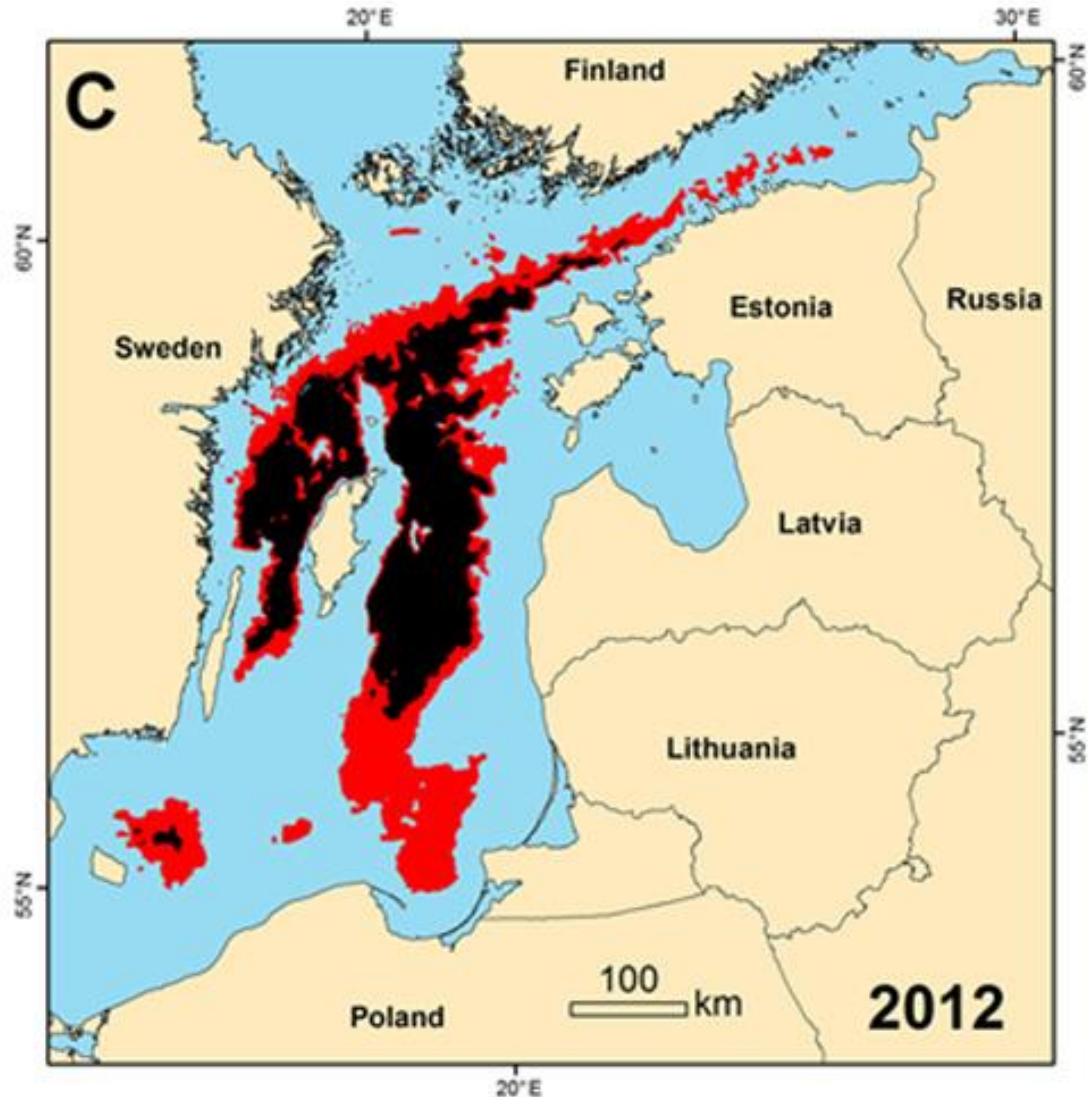 20°E
30°E
C
Finland
60°N
60°N
Estonia
Russia
Sweden
Latvia
Lithuania
55°N
55°N
100
km
Poland
2012
20°E